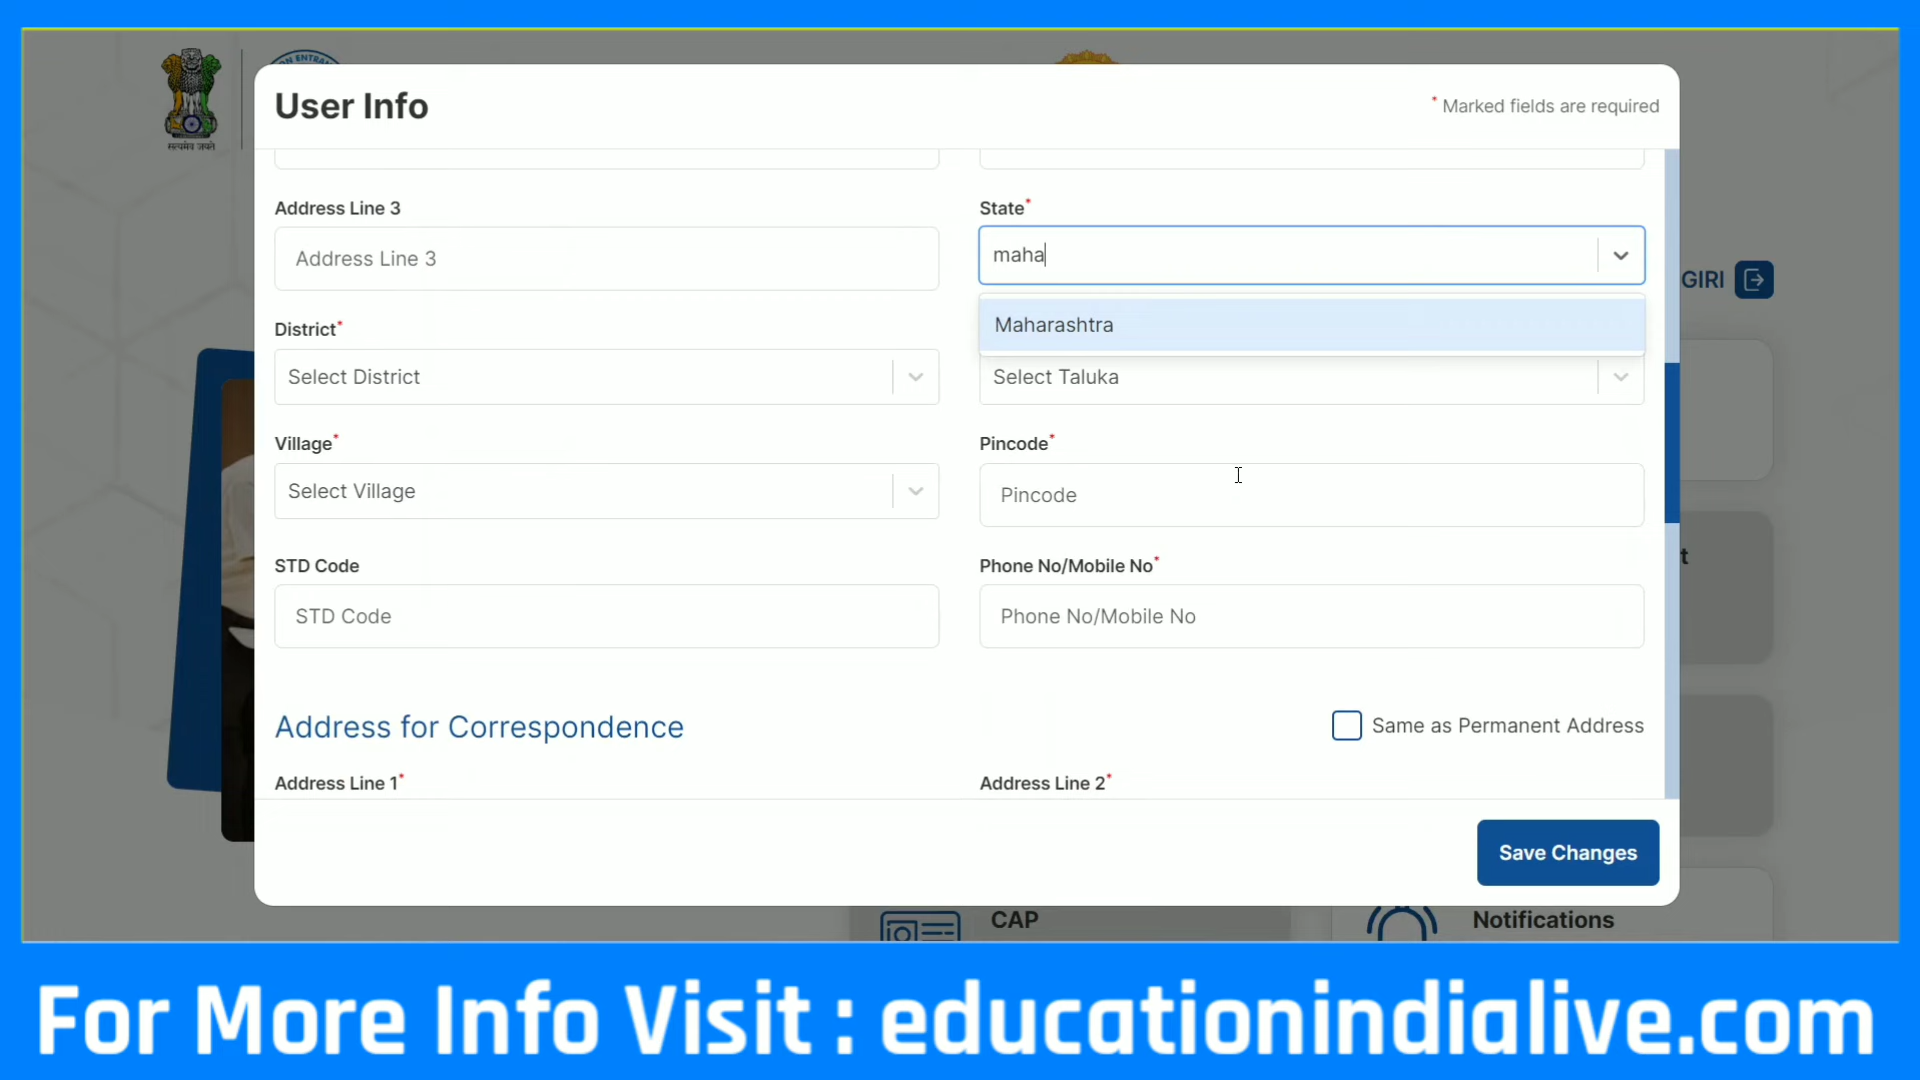 सत्यमेव जयते
User Info
* Marked fields are required
Address Line 3
State*
Address Line 3
maha
GIRI
Maharashtra
District*
Select District
Select Taluka
Village*
Pincode*
Select Village
Pincode
STD Code
Phone No/Mobile No*
STD Code
Phone No/Mobile No
Address for Correspondence
Same as Permanent Address
Address Line 1*
Address Line 2*
Save Changes
CAP
Notifications
For More Info Visit : educationindialive.com